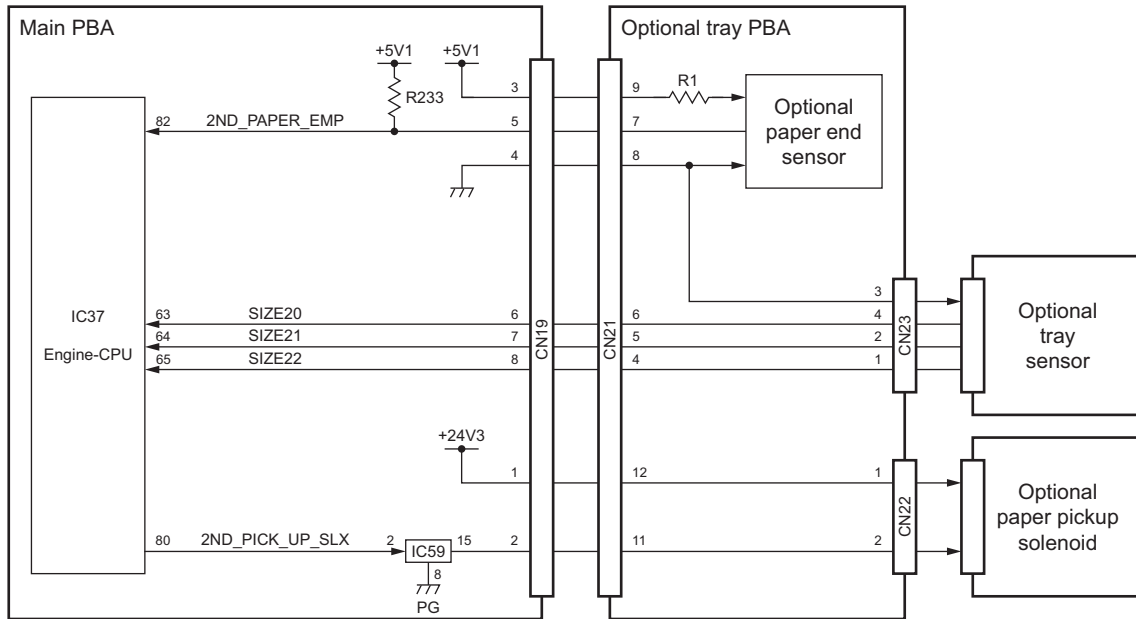 Main PBA
Optional tray PBA
+5V1
+5V1
R233
R1
3
9
Optional
paper end
sensor
82
2ND_PAPER_EMP
5
7
4
8
IC37
Engine-CPU
CN19
CN21
3
CN23
Optional
tray
sensor
63
SIZE20
6
6
4
64
SIZE21
7
5
2
65
SIZE22
8
4
1
+24V3
1
12
1
CN22
Optional
paper pickup
solenoid
80
2ND_PICK_UP_SLX
2
IC59
15
2
11
2
8
PG